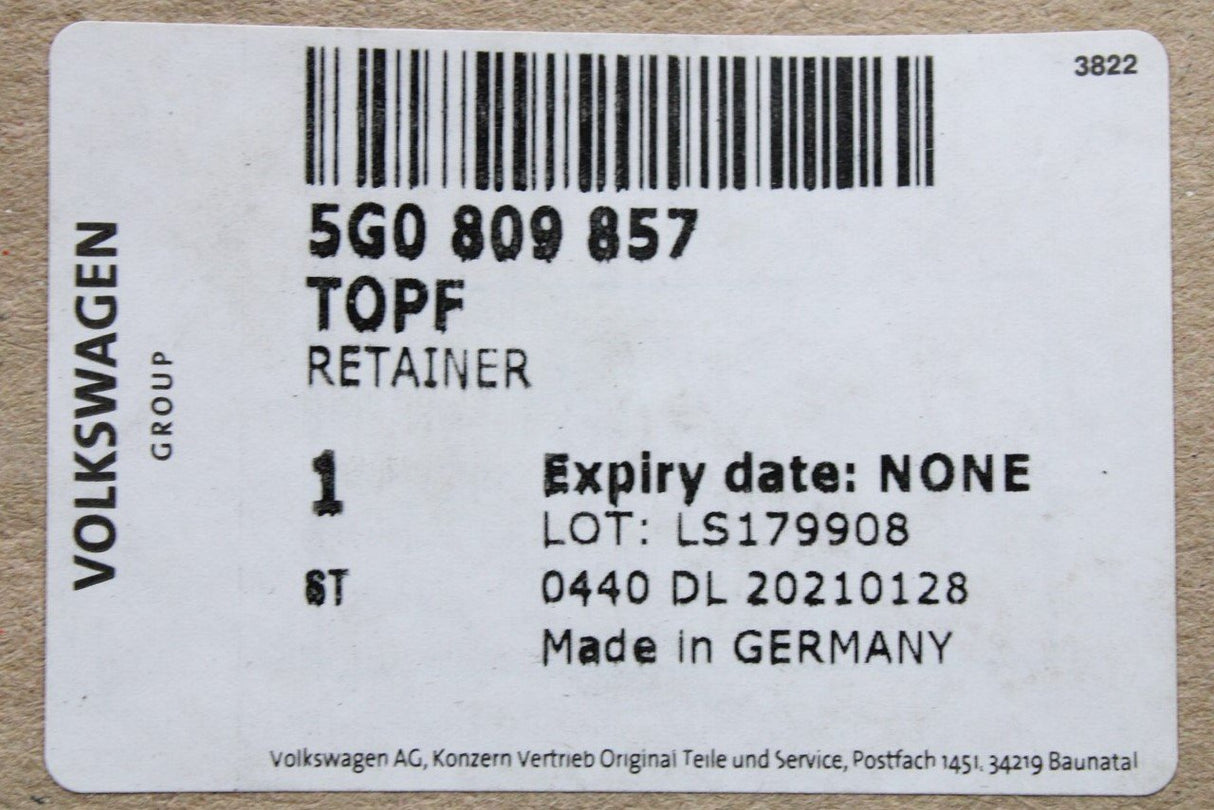 3822
5G0 809 857
TOPF
RETAINER
1
Expiry date: NONE
LOT: LS179908
ST
0440 DL 20210128
Made in GERMANY
VOLKSWAGEN
GROUP
Volkswagen AG, Konzern Vertrieb Original Teile und Service, Postfach 1451, 34219 Baunatal